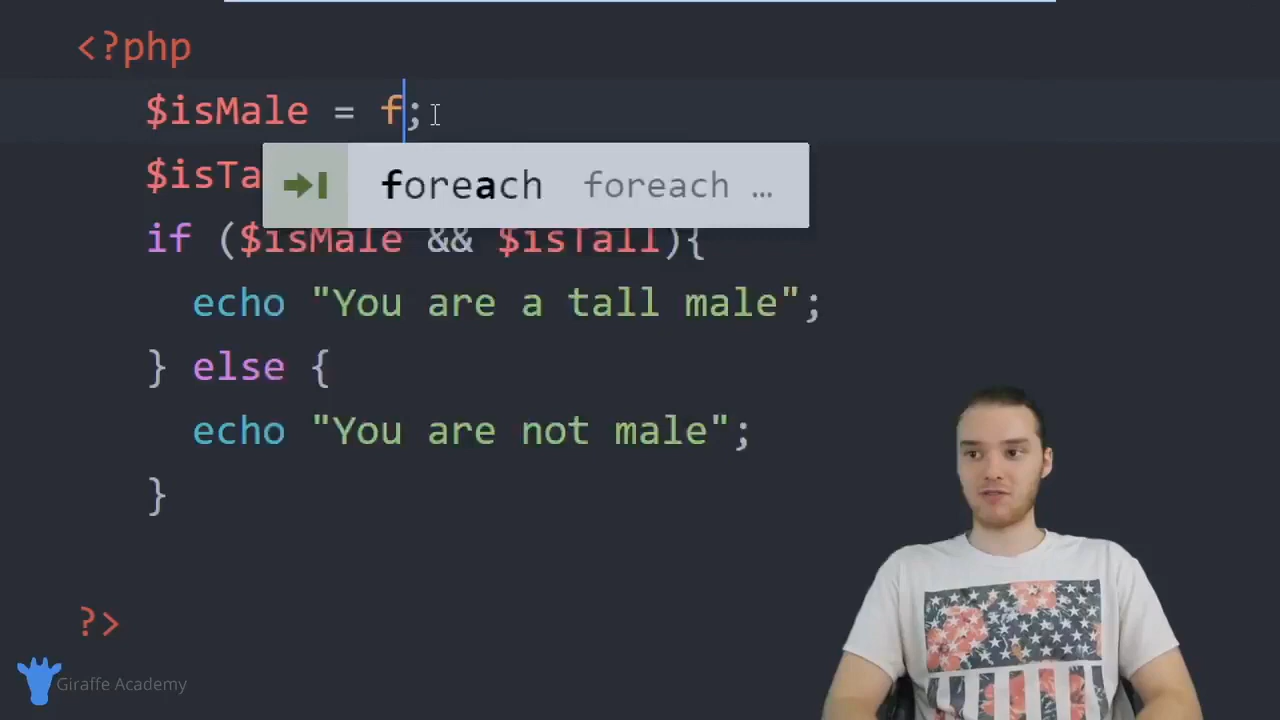 <?php
$isMale = f;
$isTa
foreach foreach …
if ($isMale && $isTall){
echo "You are a tall male";
} else {
echo "You are not male";
}
?>
Giraffe Academy